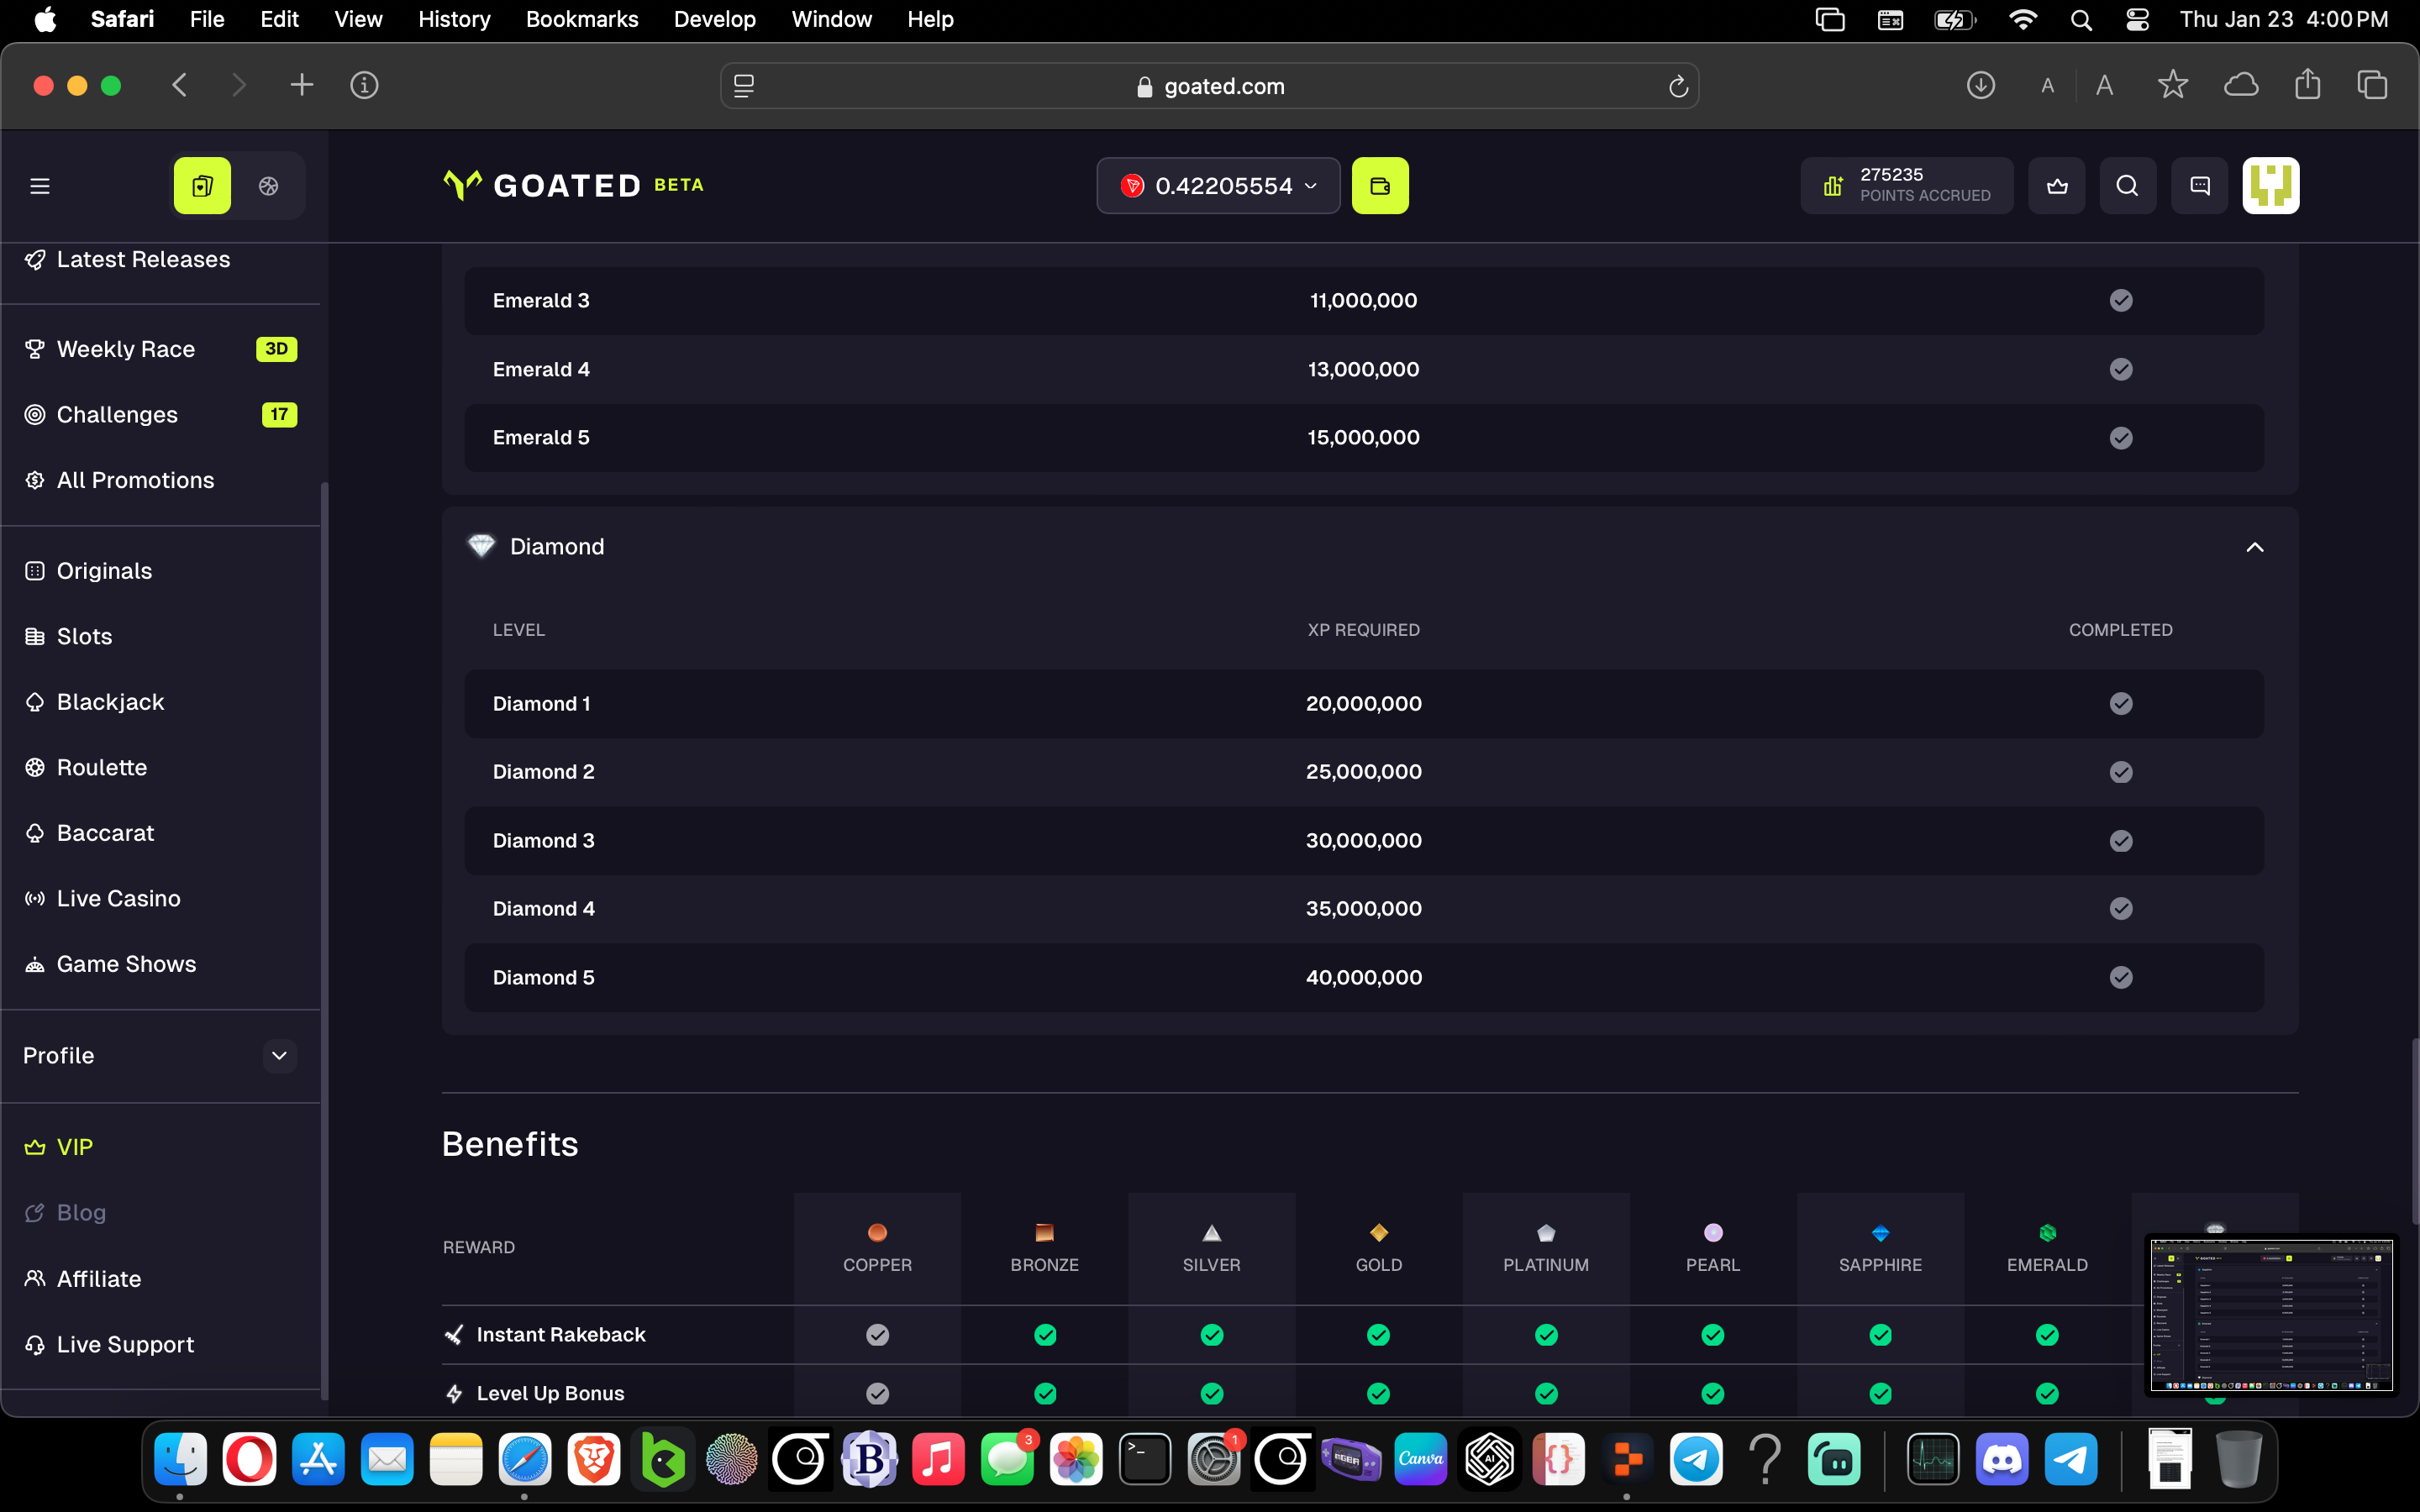 Safari File Edit View History Bookmarks Develop Window Help
Thu Jan 23 4:00 PM
goated.com
A A
GOATED BETA
0.42205554
275235
POINTS ACCRUED
Latest Releases
Weekly Race 3D
Challenges 17
All Promotions
Originals
Slots
Blackjack
Roulette
Baccarat
Live Casino
Game Shows
Profile
VIP
Blog
Affiliate
Live Support
Emerald 3 11,000,000
Emerald 4 13,000,000
Emerald 5 15,000,000
Diamond
LEVEL XP REQUIRED COMPLETED
Diamond 1 20,000,000
Diamond 2 25,000,000
Diamond 3 30,000,000
Diamond 4 35,000,000
Diamond 5 40,000,000
Benefits
REWARD COPPER BRONZE SILVER GOLD PLATINUM PEARL SAPPHIRE EMERALD
Instant Rakeback
Level Up Bonus
3 1
B mGBA Canva AI {} ?